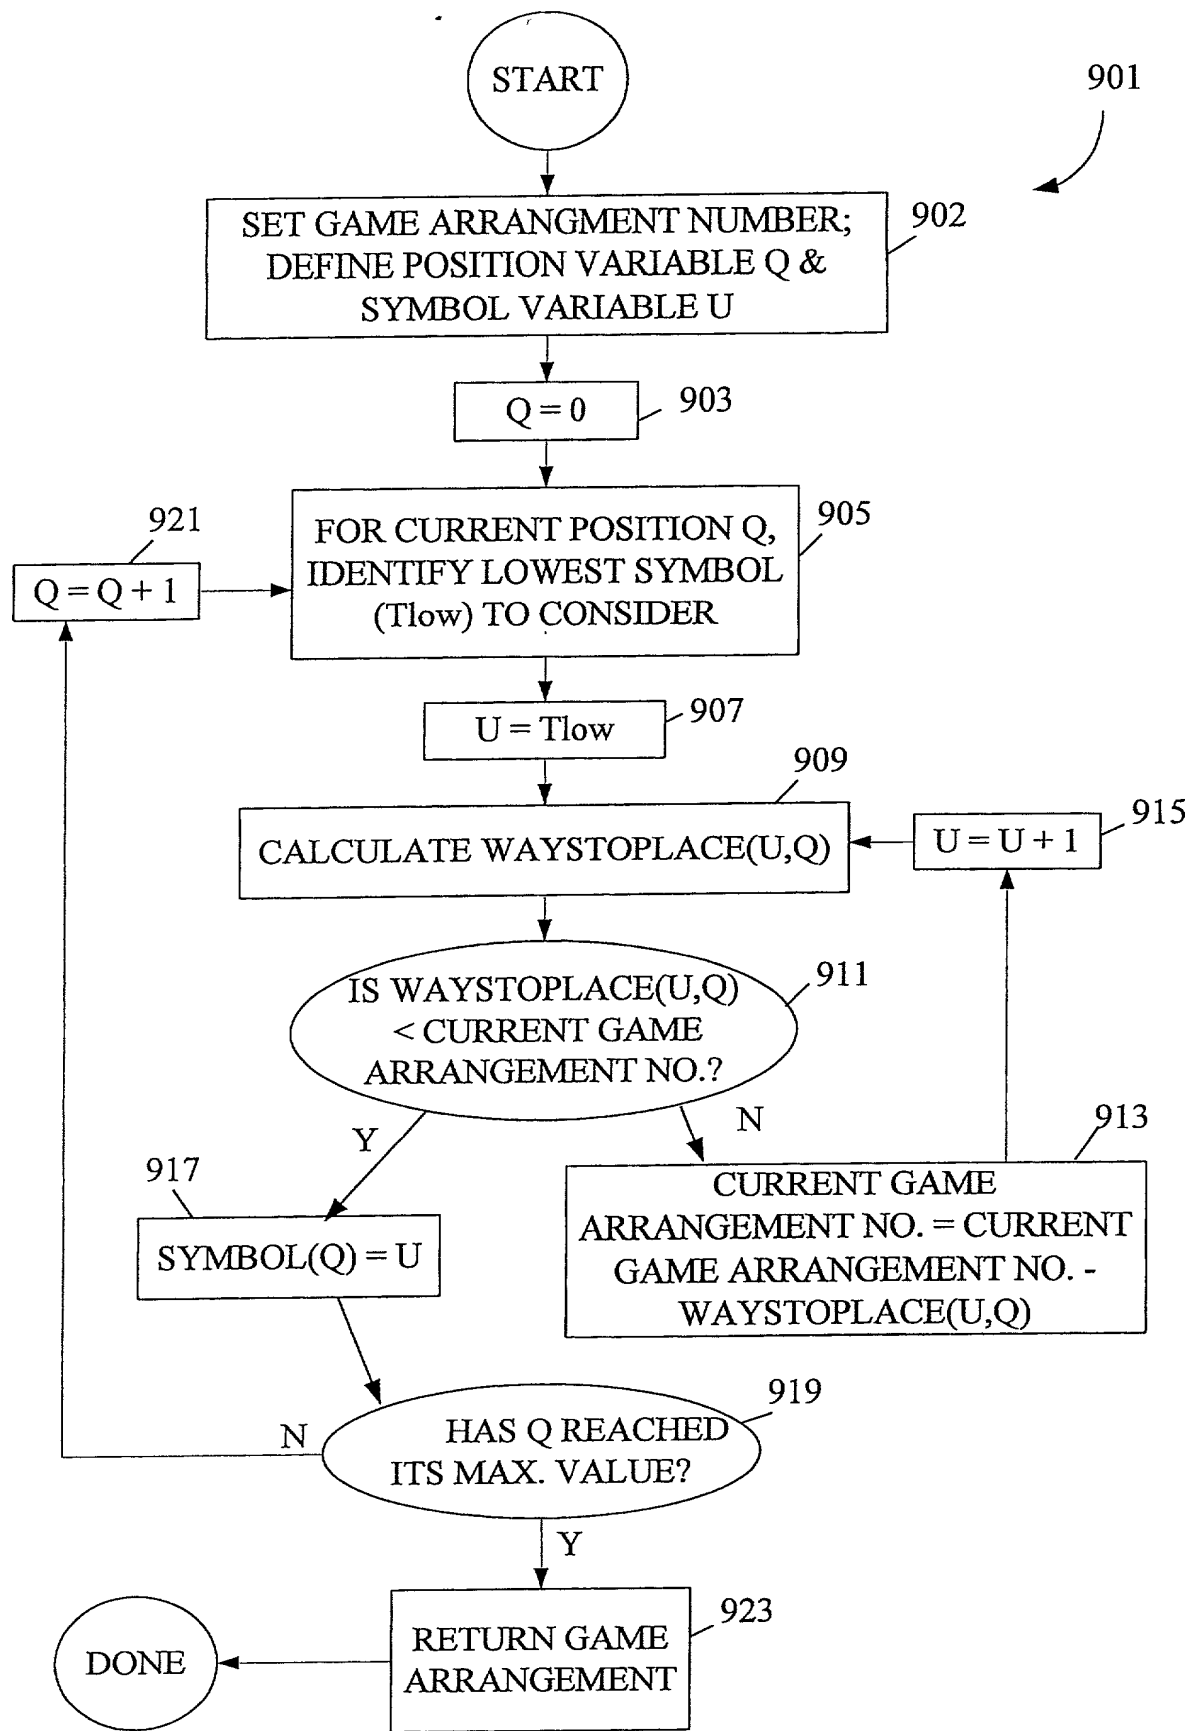 START
901
SET GAME ARRANGMENT NUMBER;
DEFINE POSITION VARIABLE Q &
SYMBOL VARIABLE U
902
Q = 0
903
921
Q = Q + 1
FOR CURRENT POSITION Q,
IDENTIFY LOWEST SYMBOL
(Tlow) TO CONSIDER
905
U = Tlow
907
909
CALCULATE WAYSTOPLACE(U,Q)
U = U + 1
915
IS WAYSTOPLACE(U,Q)
< CURRENT GAME
ARRANGEMENT NO.?
911
Y
N
913
917
SYMBOL(Q) = U
CURRENT GAME
ARRANGEMENT NO. = CURRENT
GAME ARRANGEMENT NO. -
WAYSTOPLACE(U,Q)
919
N
HAS Q REACHED
ITS MAX. VALUE?
Y
923
RETURN GAME
ARRANGEMENT
DONE